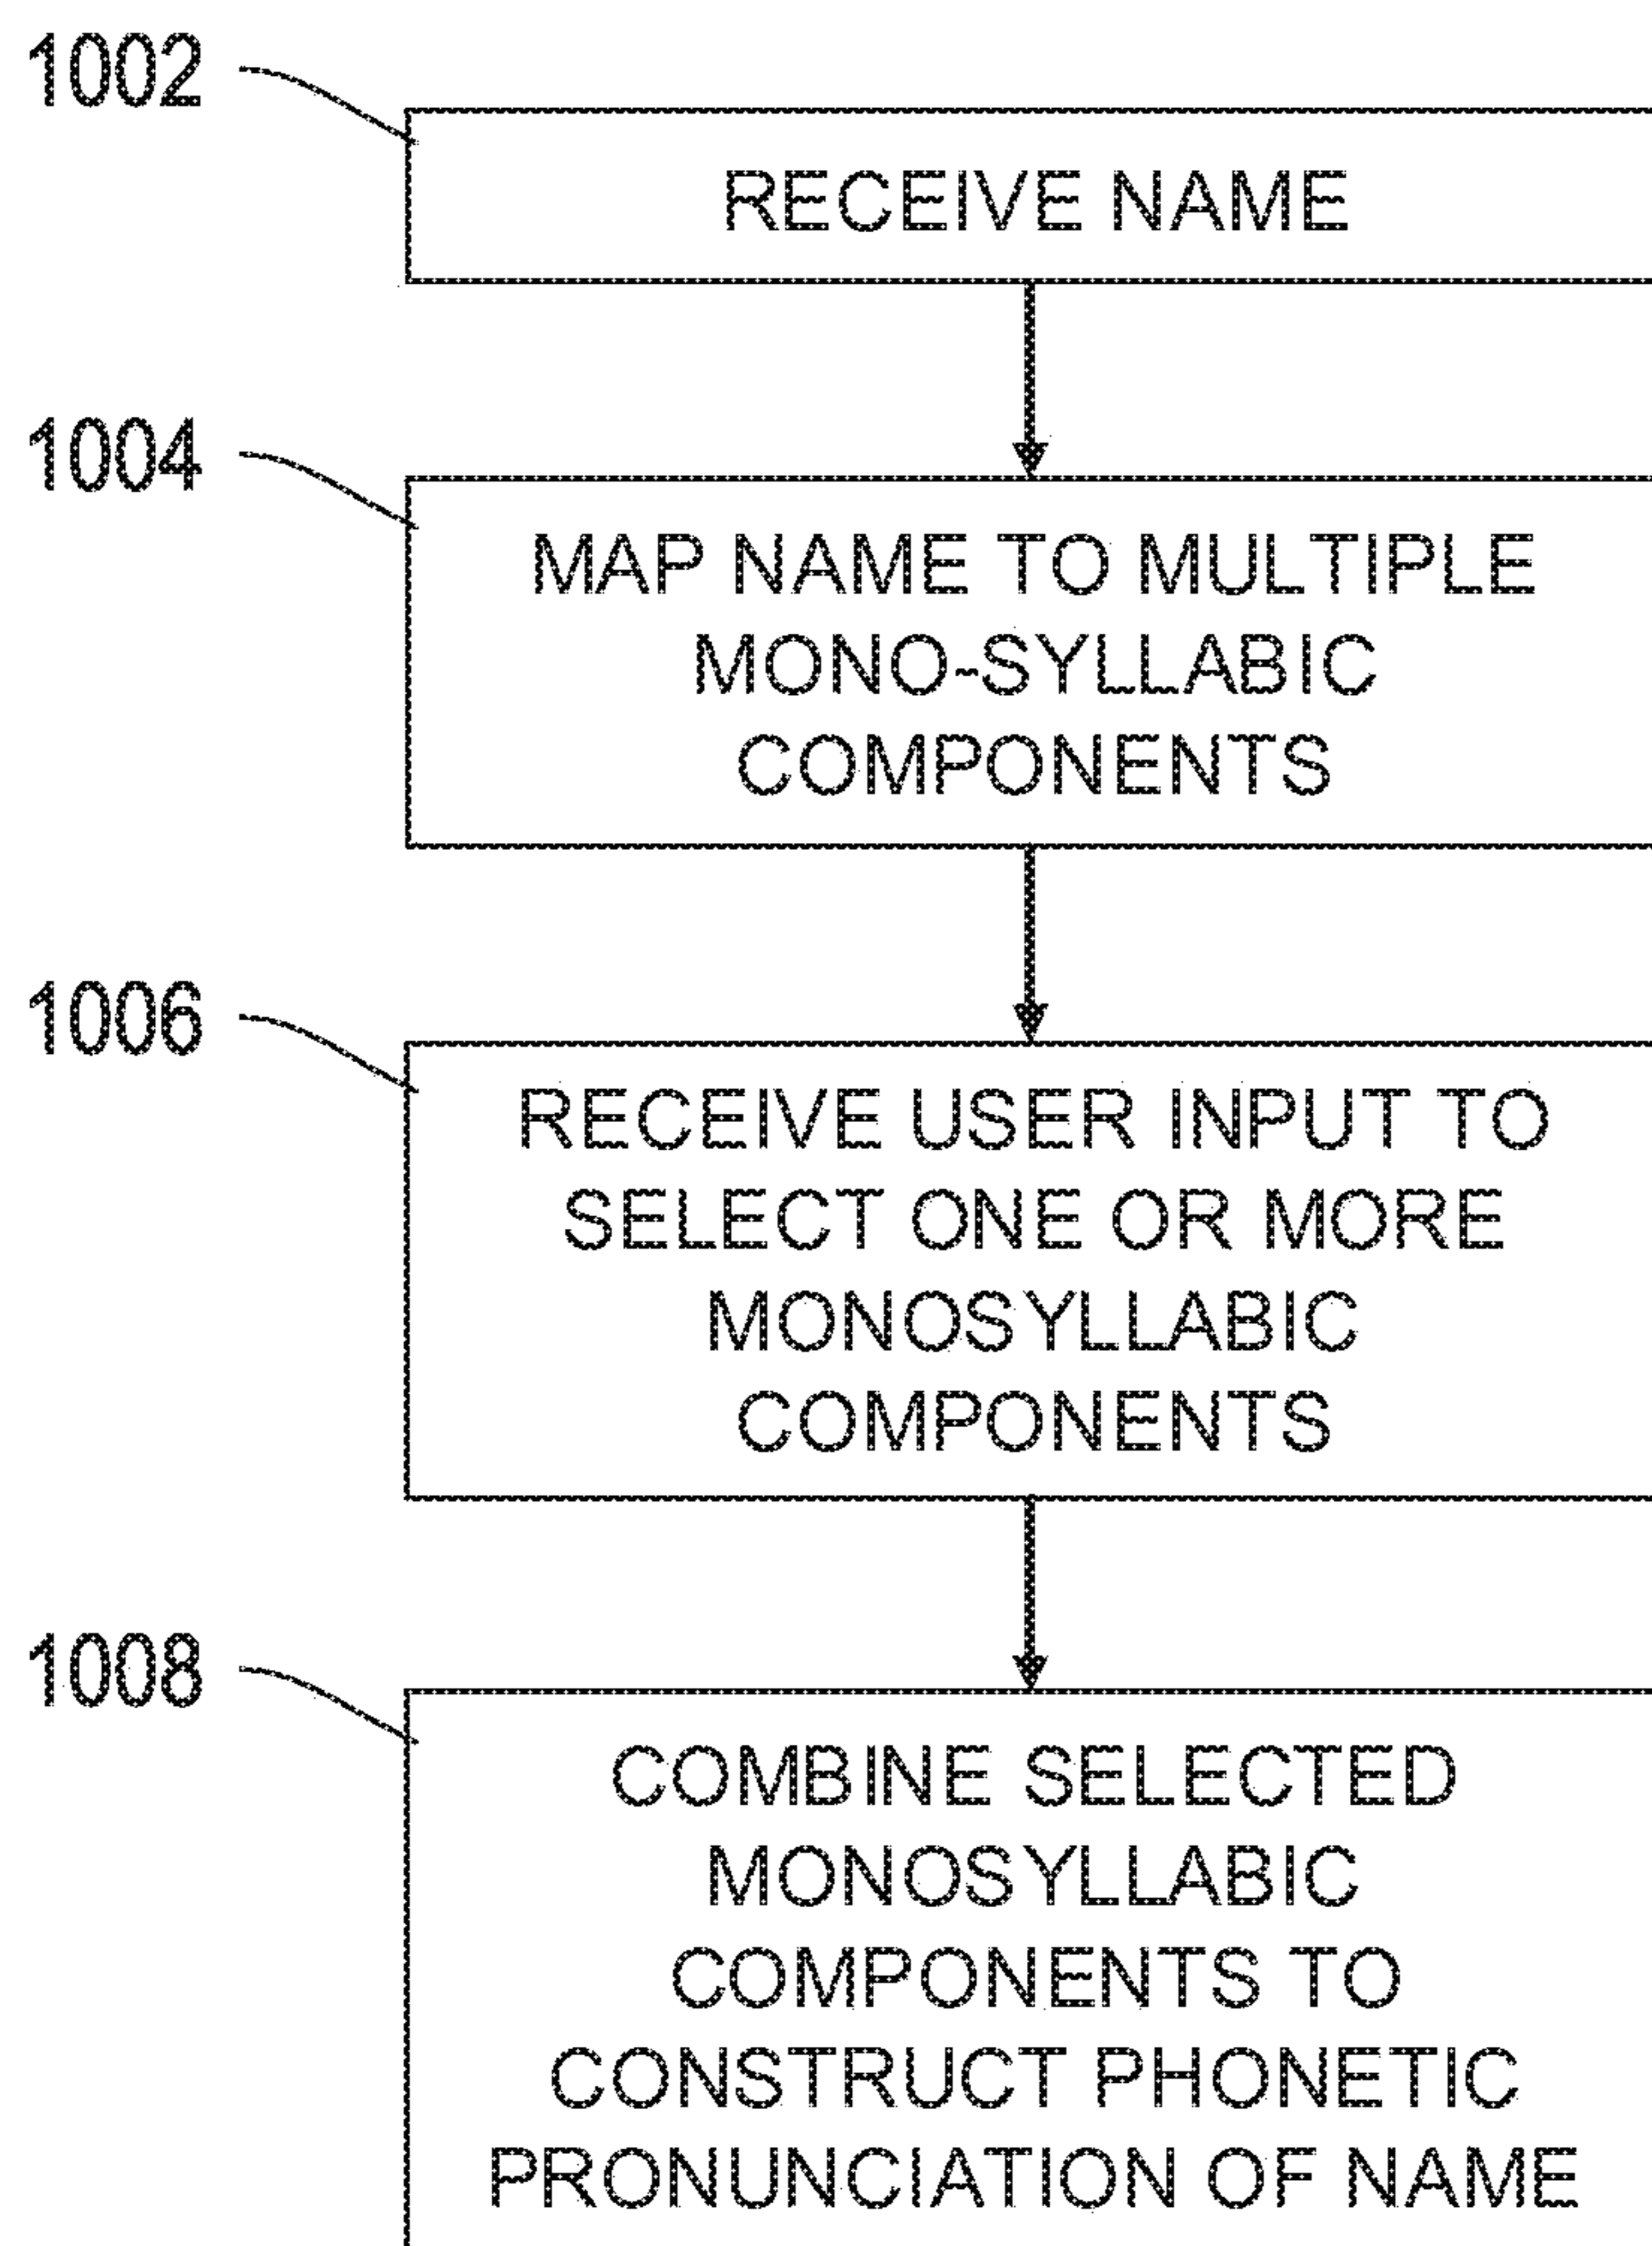 1002
RECEIVE NAME
1004
MAP NAME TO MULTIPLE
MONO-SYLLABIC
COMPONENTS
1006
RECEIVE USER INPUT TO
SELECT ONE OR MORE
MONOSYLLABIC
COMPONENTS
1008
COMBINE SELECTED
MONOSYLLABIC
COMPONENTS TO
CONSTRUCT PHONETIC
PRONUNCIATION OF NAME